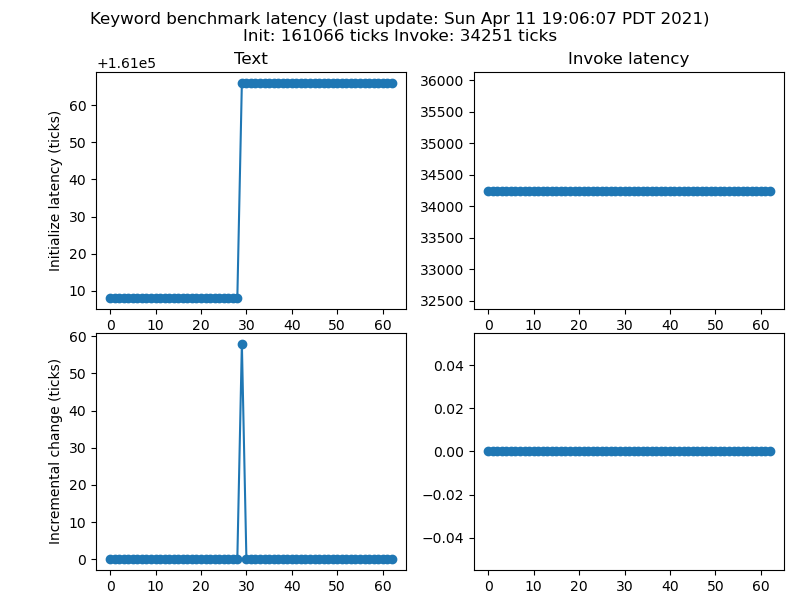 Keyword benchmark latency (last update: Sun Apr 11 19:06:07 PDT 2021)
Init: 161066 ticks Invoke: 34251 ticks
Text
+1.61e5
Initialize latency (ticks)
60
50
40
30
20
10
0 10 20 30 40 50 60
Invoke latency
36000
35500
35000
34500
34000
33500
33000
32500
0 10 20 30 40 50 60
Incremental change (ticks)
60
50
40
30
20
10
0
0 10 20 30 40 50 60
0.04
0.02
0.00
−0.02
−0.04
0 10 20 30 40 50 60